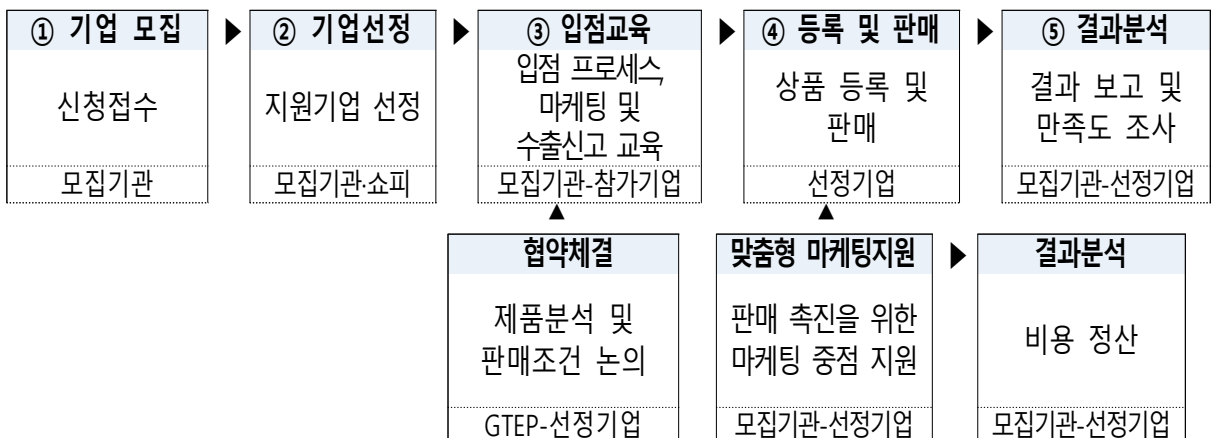 ① 기업 모집
▶
② 기업선정
▶
③ 입점교육
▶
④ 등록 및 판매
▶
⑤ 결과분석
신청접수
지원기업 선정
입점 프로세스,
마케팅 및
수출신고 교육
상품 등록 및
판매
결과 보고 및
만족도 조사
모집기관
모집기관·쇼피
모집기관-참가기업
선정기업
모집기관-선정기업
▲
▲
협약체결
맞춤형 마케팅지원
▶
결과분석
제품분석 및
판매조건 논의
판매 촉진을 위한
마케팅 중점 지원
비용 정산
GTEP-선정기업
모집기관-선정기업
모집기관-선정기업